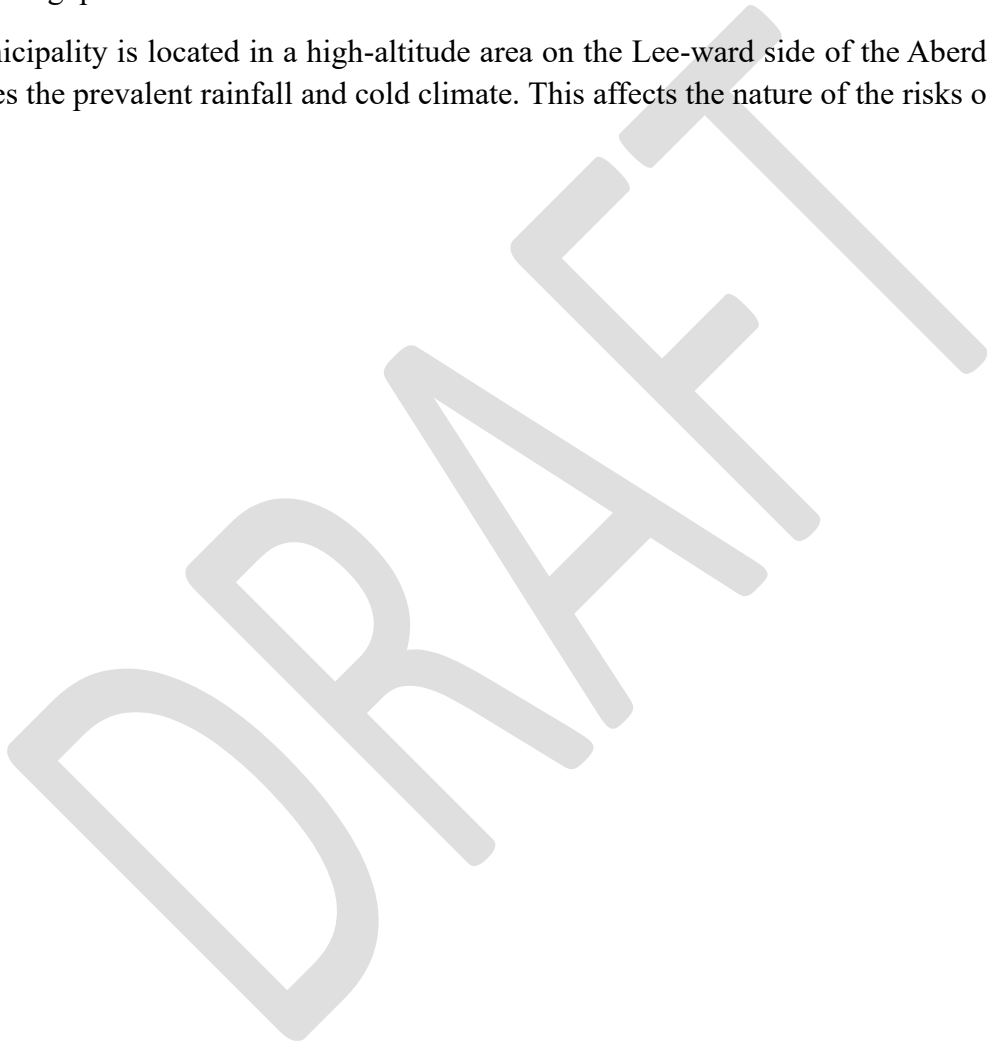 nicipality is located in a high-altitude area on the Lee-ward side of the Aberd
es the prevalent rainfall and cold climate. This affects the nature of the risks o
DRAFT